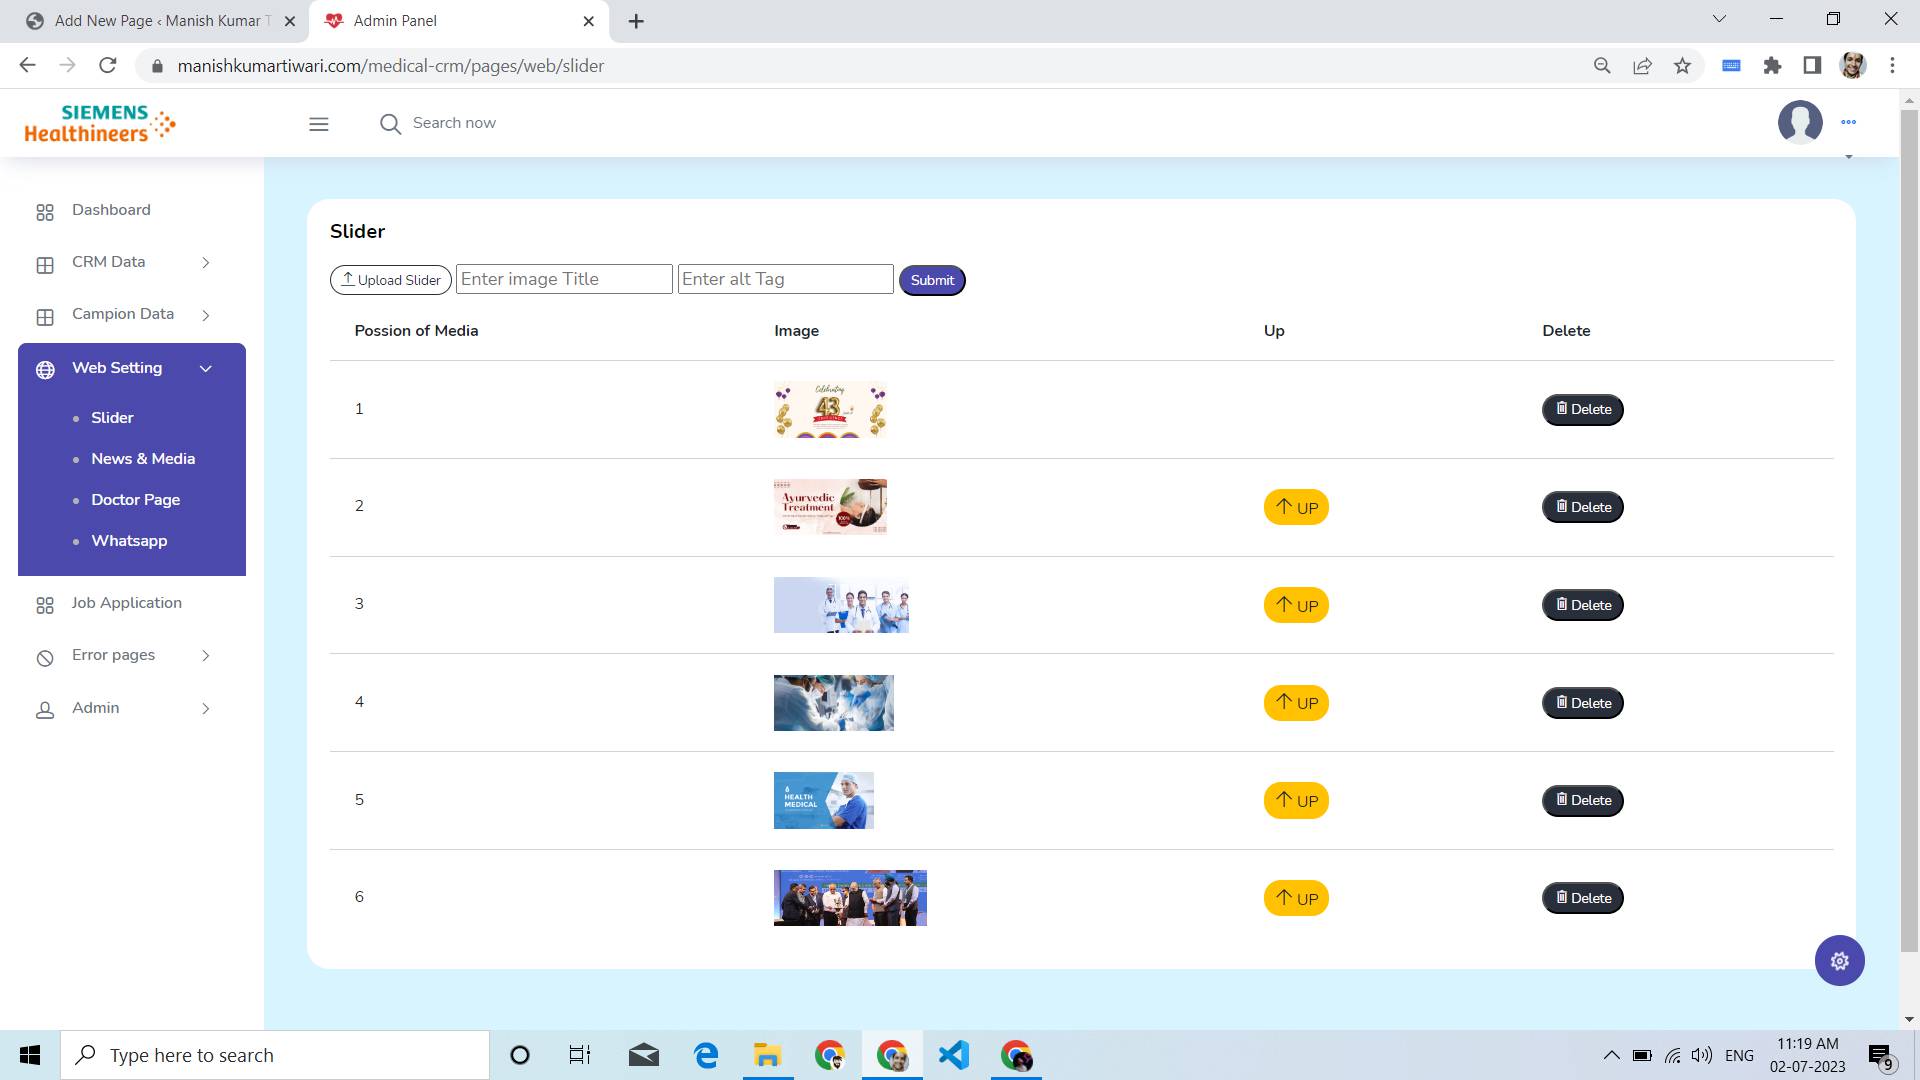 Add New Page ‹ Manish Kumar T
Admin Panel
manishkumartiwari.com/medical-crm/pages/web/slider
SIEMENS
Healthineers
Search now
Dashboard
CRM Data
Campion Data
Web Setting
Slider
News & Media
Doctor Page
Whatsapp
Job Application
Error pages
Admin
Slider
Upload Slider Enter image Title Enter alt Tag Submit
Possion of Media Image Up Delete
1 Celebrating 43 Delete
2 Ayurvedic Treatment 100% UP Delete
3 UP Delete
4 UP Delete
5 HEALTH MEDICAL UP Delete
6 UP Delete
Type here to search
ENG
11:19 AM
02-07-2023
9